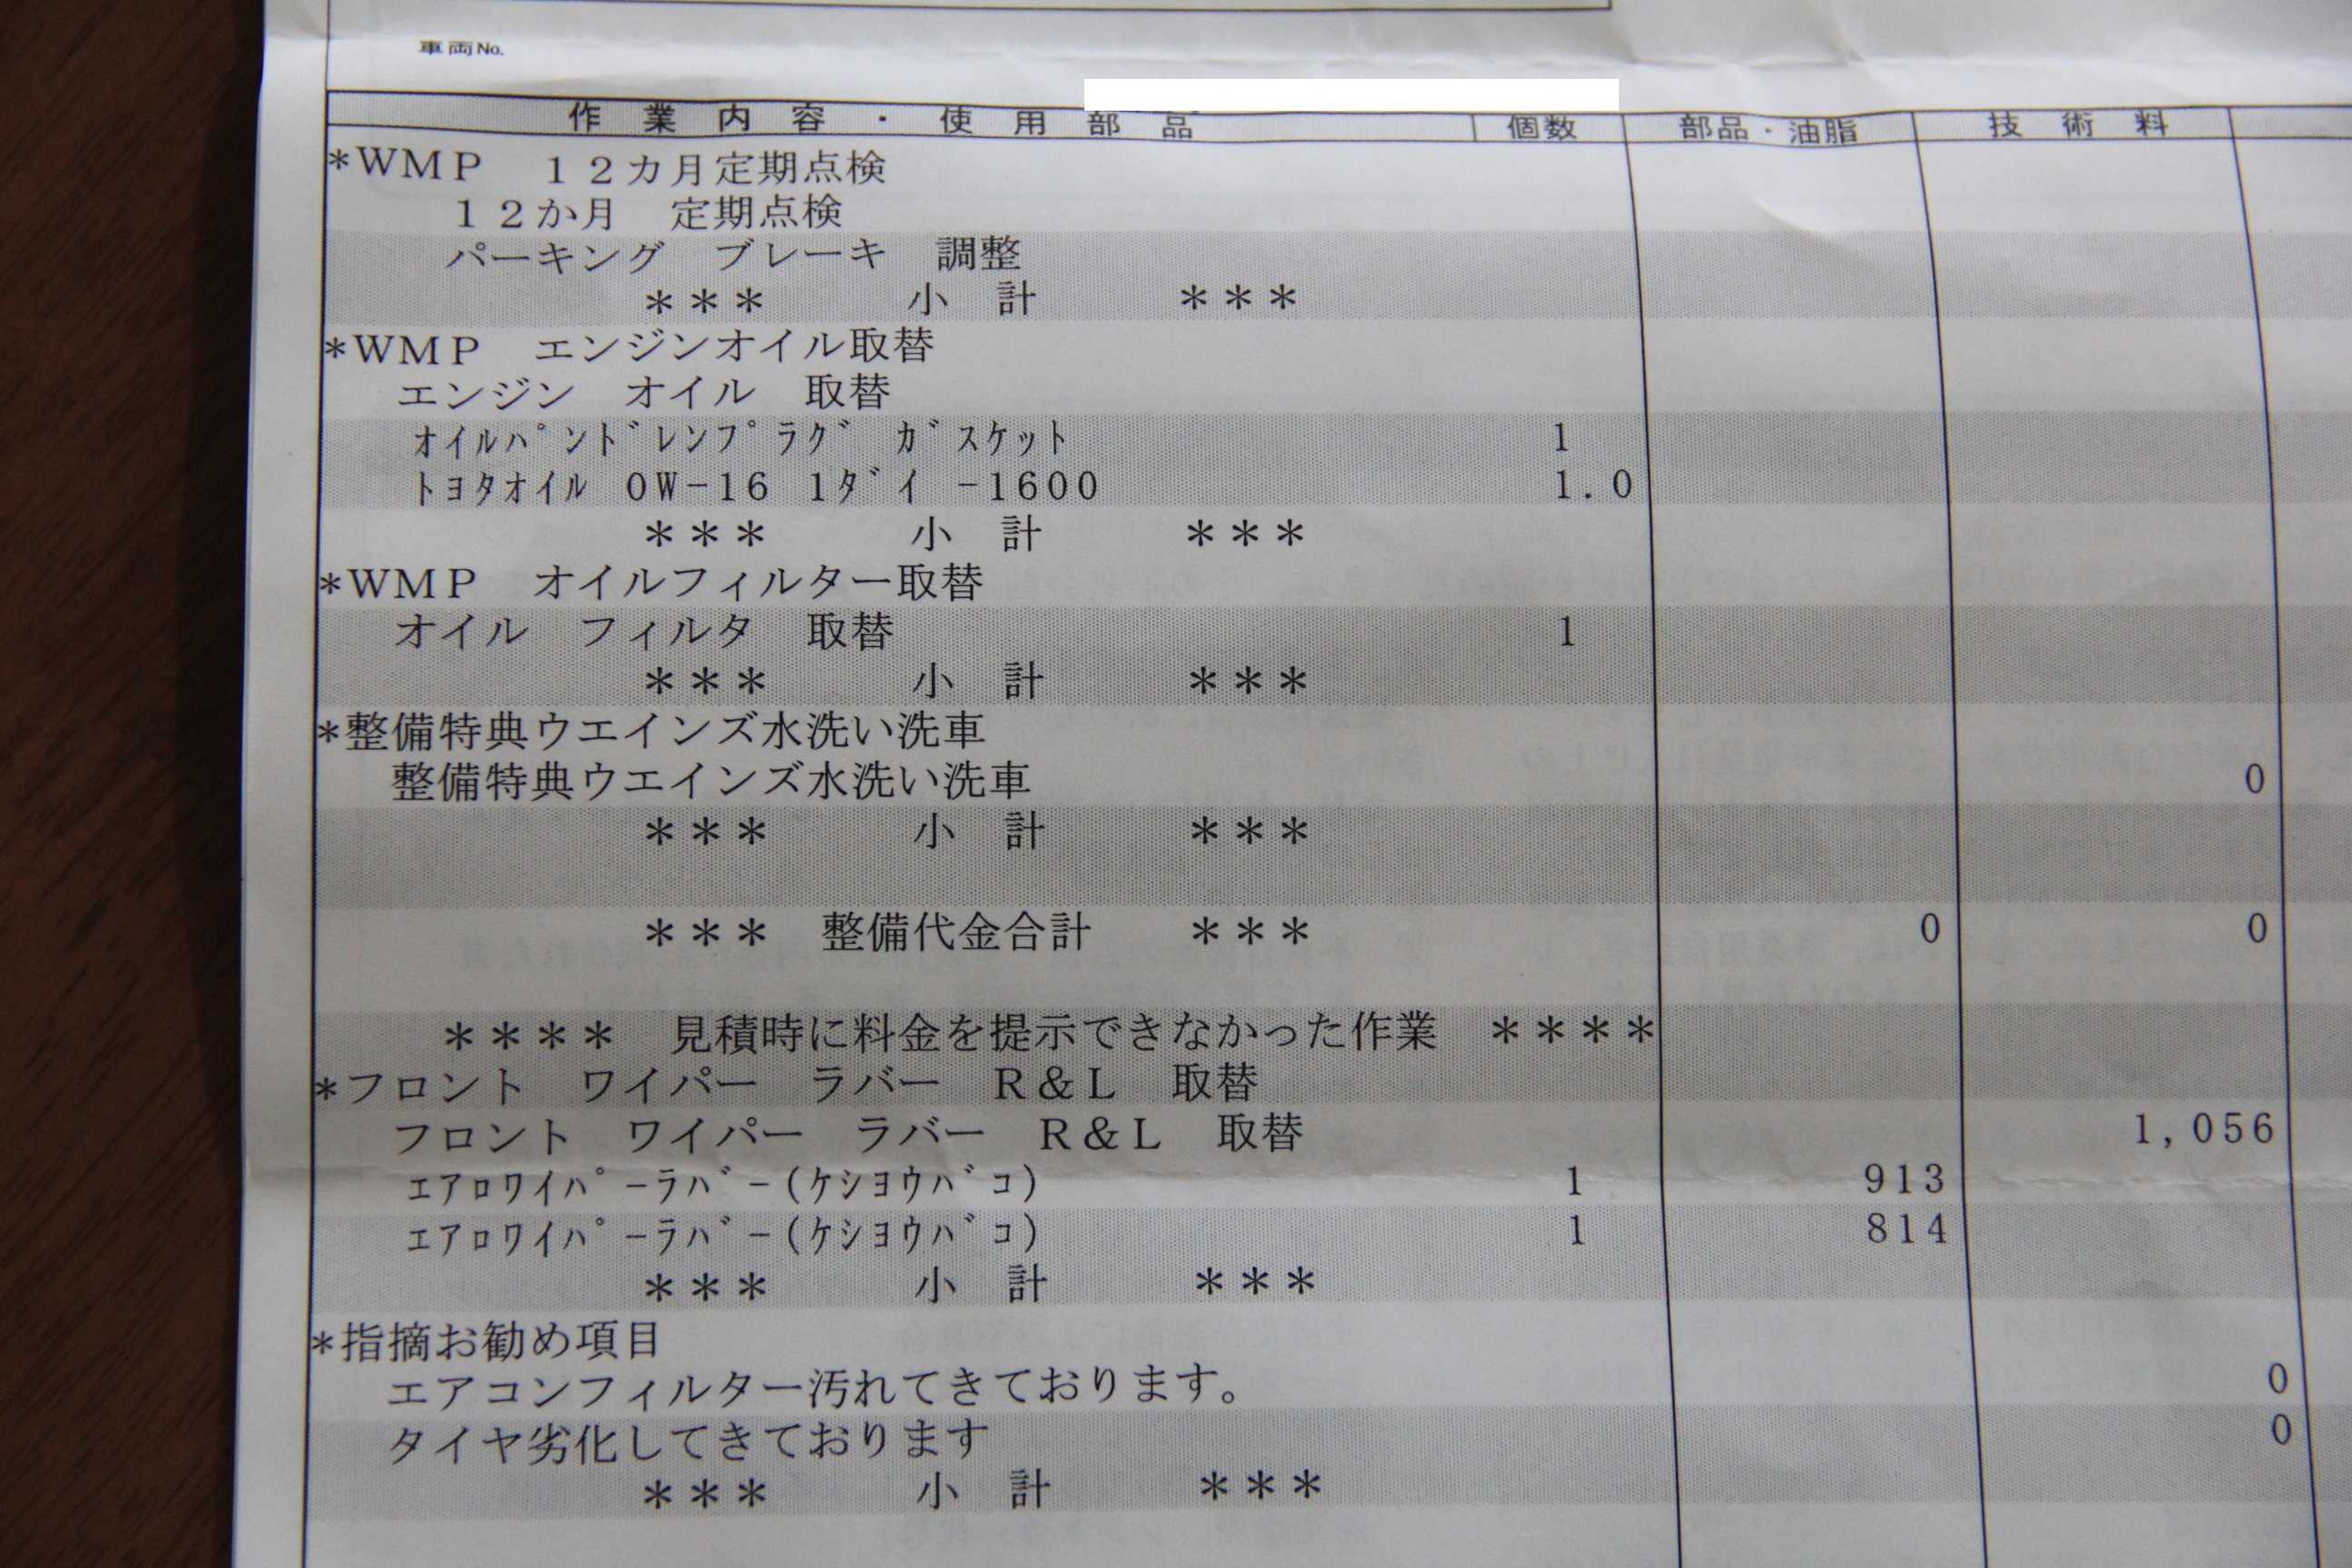 車両No.
作業内容・使用部品 個数 部品・油脂 技術料
*WMP 12カ月定期点検
12か月 定期点検
パーキング ブレーキ 調整
*** 小計 ***
*WMP エンジンオイル取替
エンジン オイル 取替
ｵｲﾙﾊﾟﾝﾄﾞﾚﾝﾌﾟﾗｸﾞ ｶﾞｽｹｯﾄ 1
ﾄﾖﾀｵｲﾙ 0W-16 1ﾀﾞｲ -1600 1.0
*** 小計 ***
*WMP オイルフィルター取替
オイル フィルタ 取替 1
*** 小計 ***
*整備特典ウエインズ水洗い洗車
整備特典ウエインズ水洗い洗車 0
*** 小計 ***
*** 整備代金合計 *** 0 0
**** 見積時に料金を提示できなかった作業 ****
*フロント ワイパー ラバー R&L 取替
フロント ワイパー ラバー R&L 取替 1,056
ｴｱﾛﾜｲﾊﾟｰﾗﾊﾞｰ(ｹｼﾖｳﾊﾞｺ) 1 913
ｴｱﾛﾜｲﾊﾟｰﾗﾊﾞｰ(ｹｼﾖｳﾊﾞｺ) 1 814
*** 小計 ***
*指摘お勧め項目
エアコンフィルター汚れてきております。 0
タイヤ劣化してきております 0
*** 小計 ***